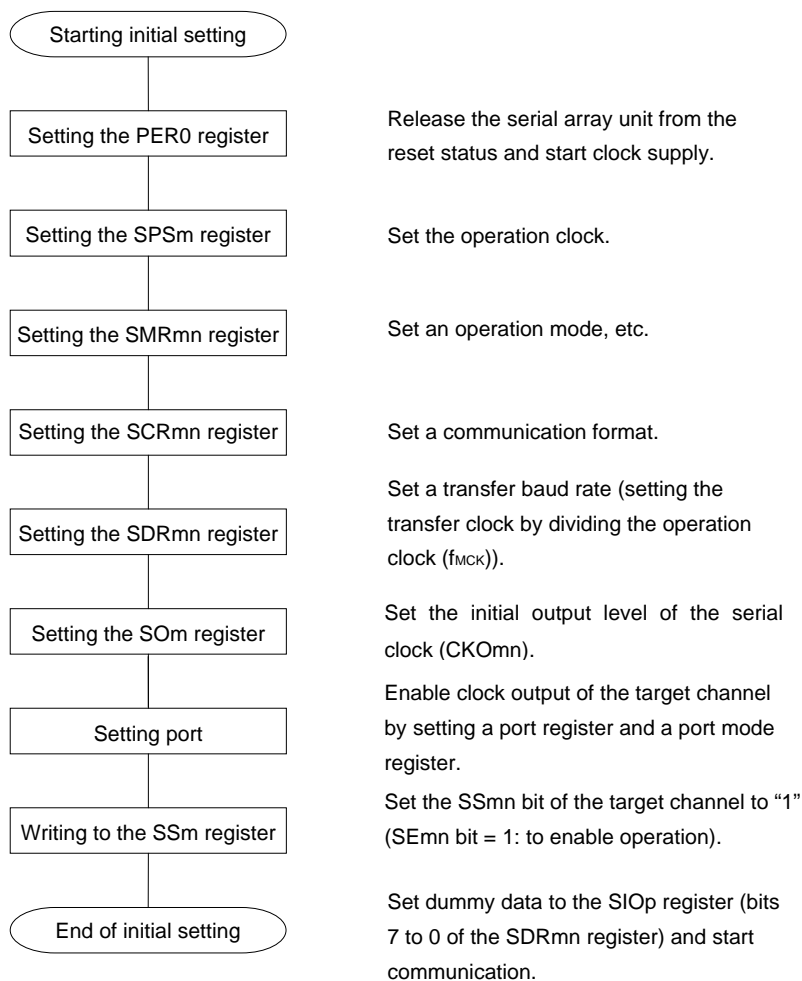 Starting initial setting
Setting the PER0 register
Release the serial array unit from the
reset status and start clock supply.
Setting the SPSm register
Set the operation clock.
Setting the SMRmn register
Set an operation mode, etc.
Setting the SCRmn register
Set a communication format.
Setting the SDRmn register
Set a transfer baud rate (setting the
transfer clock by dividing the operation
clock (fMCK)).
Setting the SOm register
Set the initial output level of the serial
clock (CKOmn).
Setting port
Enable clock output of the target channel
by setting a port register and a port mode
register.
Writing to the SSm register
Set the SSmn bit of the target channel to “1”
(SEmn bit = 1: to enable operation).
End of initial setting
Set dummy data to the SIOp register (bits
7 to 0 of the SDRmn register) and start
communication.